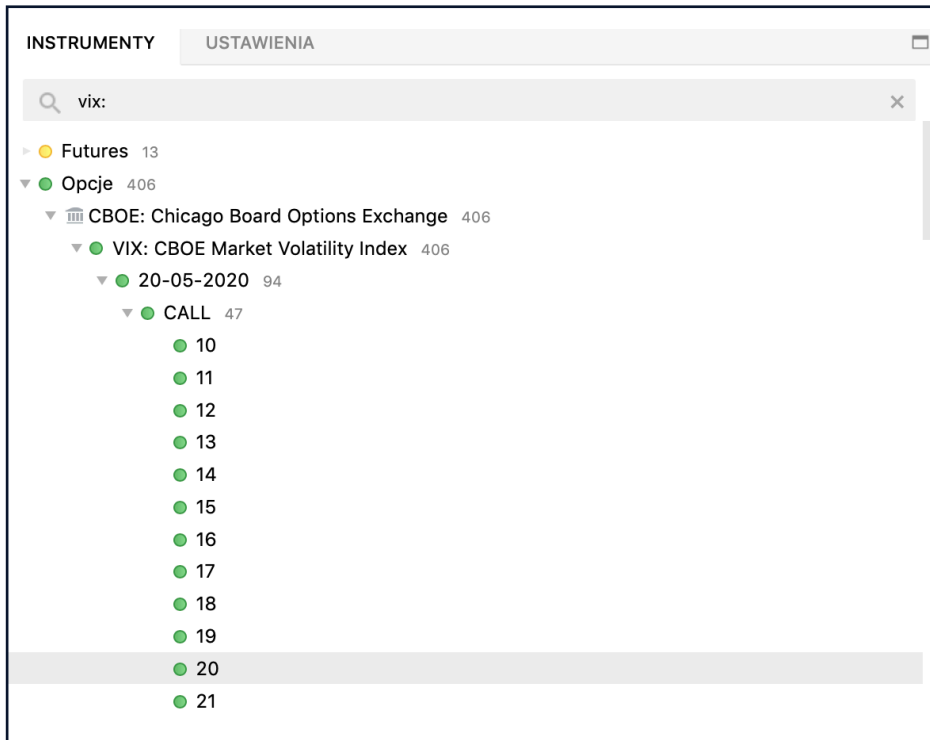 INSTRUMENTY USTAWIENIA
vix:
Futures 13
Opcje 406
CBOE: Chicago Board Options Exchange 406
VIX: CBOE Market Volatility Index 406
20-05-2020 94
CALL 47
10
11
12
13
14
15
16
17
18
19
20
21